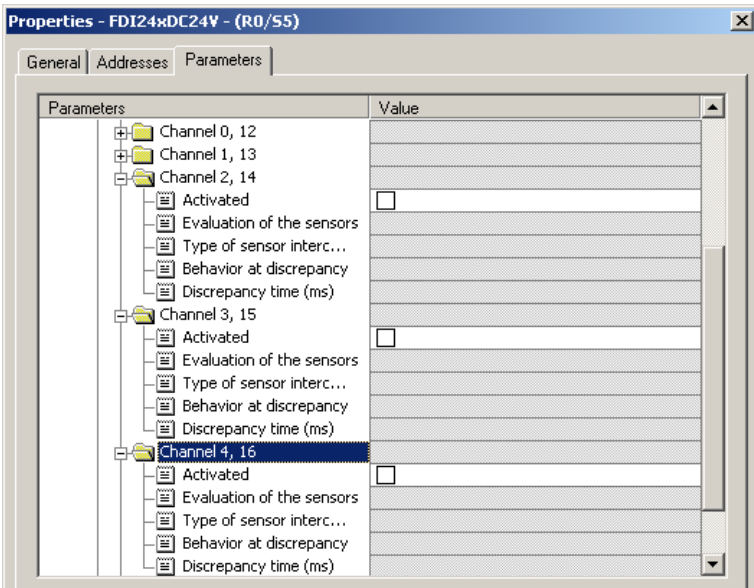 Properties - FDI24xDC24V - (R0/S5)
General Addresses Parameters
Parameters Value
Channel 0, 12
Channel 1, 13
Channel 2, 14
Activated
Evaluation of the sensors
Type of sensor interc...
Behavior at discrepancy
Discrepancy time (ms)
Channel 3, 15
Activated
Evaluation of the sensors
Type of sensor interc...
Behavior at discrepancy
Discrepancy time (ms)
Channel 4, 16
Activated
Evaluation of the sensors
Type of sensor interc...
Behavior at discrepancy
Discrepancy time (ms)